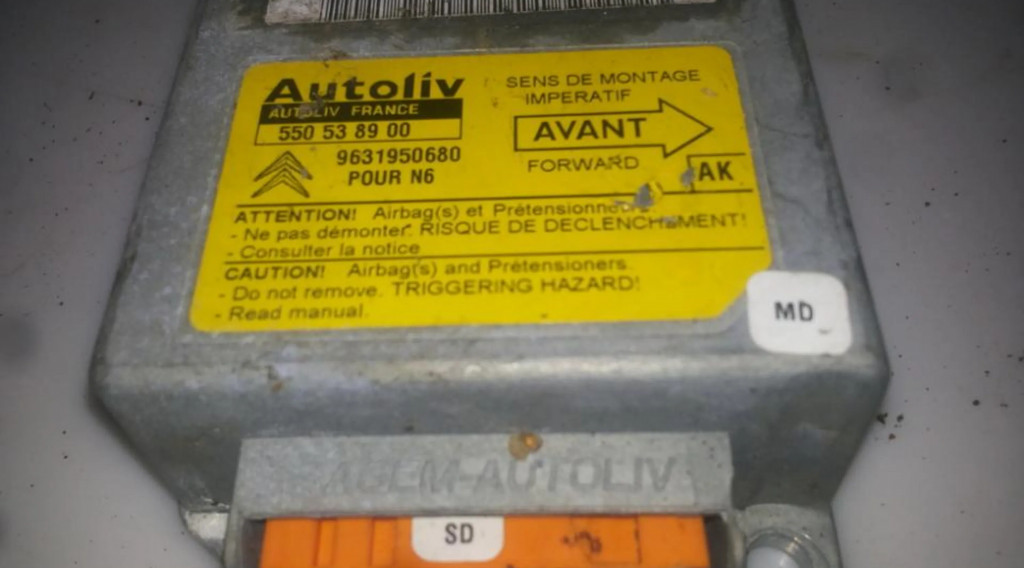 Autoliv
AUTOLIV FRANCE
550 53 89 00
9631950680
POUR N6
SENS DE MONTAGE
IMPERATIF
AVANT
FORWARD
AK
ATTENTION! Airbag(s) et Prétensionneurs.
- Ne pas démonter. RISQUE DE DECLENCHEMENT!
- Consulter la notice
CAUTION! Airbag(s) and Prétensioners.
- Do not remove. TRIGGERING HAZARD!
- Read manual.
MD
-AUTOLIV
SD